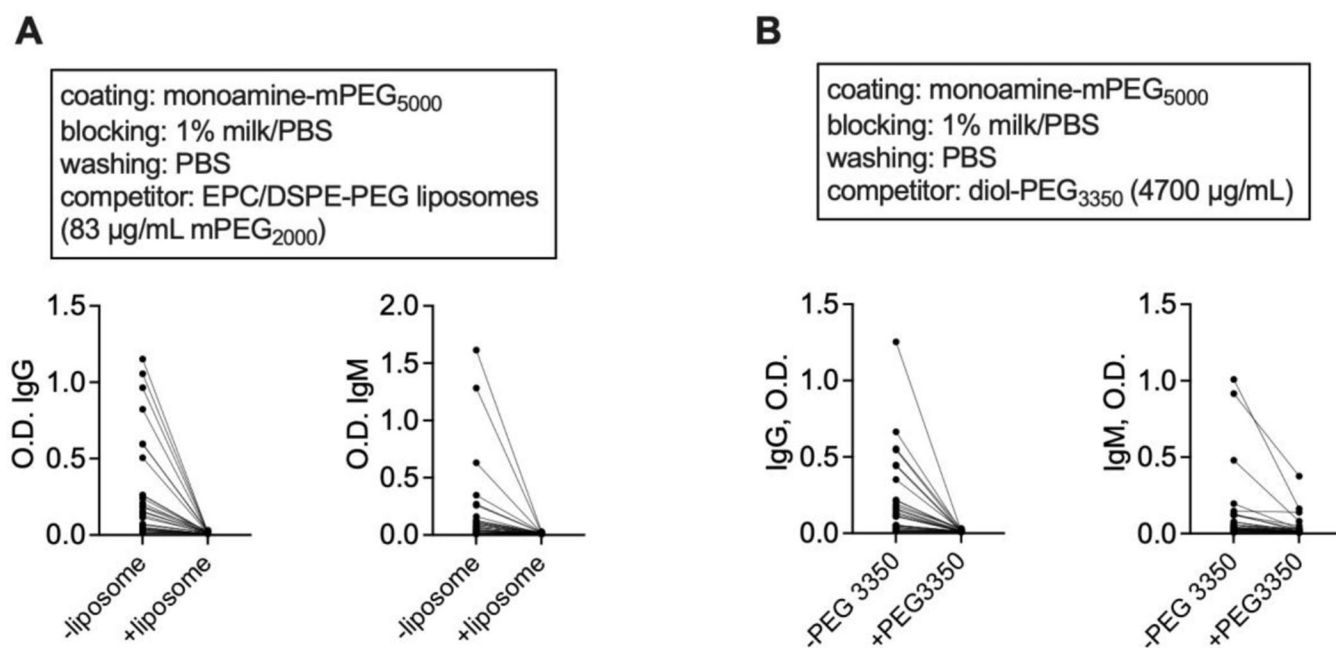 A
coating: monoamine-mPEG5000
blocking: 1% milk/PBS
washing: PBS
competitor: EPC/DSPE-PEG liposomes
(83 µg/mL mPEG2000)
O.D. IgG
1.5
1.0
0.5
0.0
-liposome
+liposome
O.D. IgM
2.0
1.5
1.0
0.5
0.0
-liposome
+liposome
B
coating: monoamine-mPEG5000
blocking: 1% milk/PBS
washing: PBS
competitor: diol-PEG3350 (4700 µg/mL)
IgG, O.D.
1.5
1.0
0.5
0.0
-PEG 3350
+PEG3350
IgM, O.D.
1.5
1.0
0.5
0.0
-PEG 3350
+PEG3350